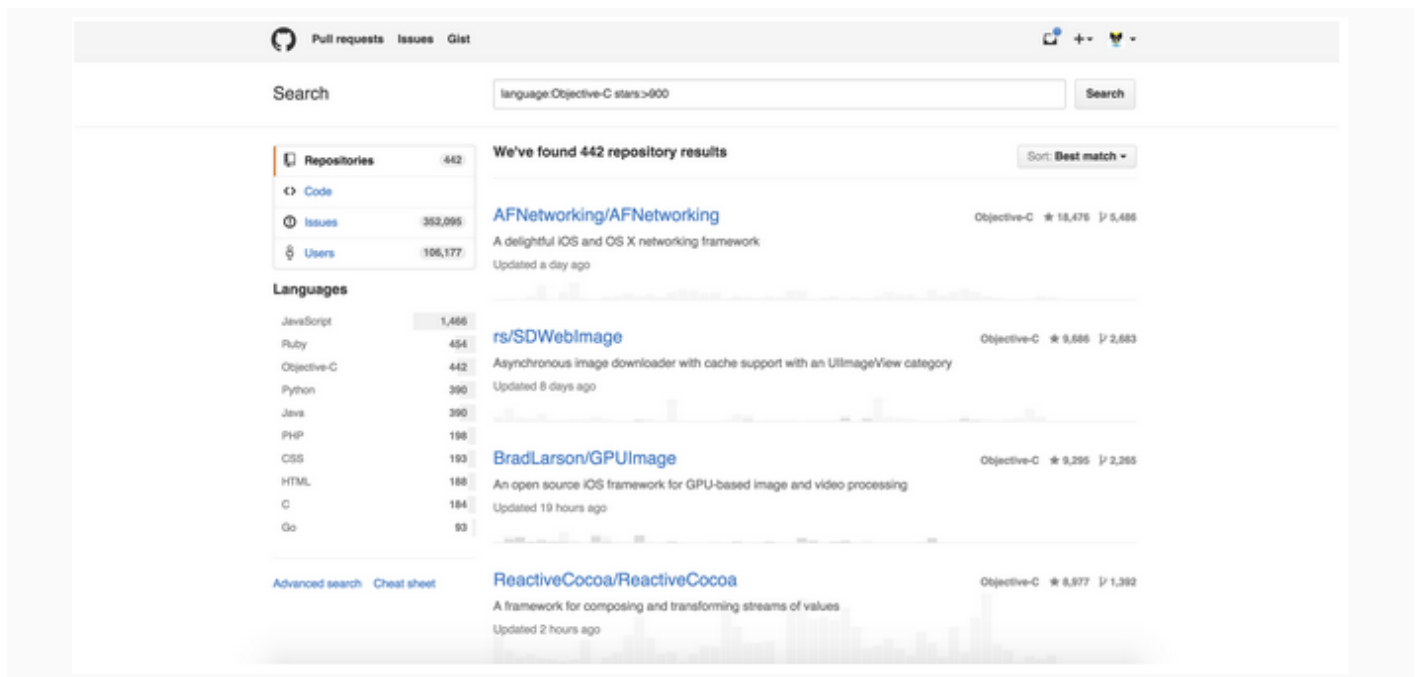 Pull requests Issues Gist
Search
language:Objective-C stars:>900
Search
Repositories 442
Code
Issues 352,095
Users 106,177
Languages
JavaScript 1,466
Ruby 454
Objective-C 442
Python 390
Java 390
PHP 198
CSS 193
HTML 188
C 184
Go 93
Advanced search Cheat sheet
We've found 442 repository results
Sort: Best match
AFNetworking/AFNetworking
Objective-C 18,476 5,486
A delightful iOS and OS X networking framework
Updated a day ago
rs/SDWebImage
Objective-C 9,686 2,683
Asynchronous image downloader with cache support with an UIImageView category
Updated 8 days ago
BradLarson/GPUImage
Objective-C 9,295 2,265
An open source iOS framework for GPU-based image and video processing
Updated 19 hours ago
ReactiveCocoa/ReactiveCocoa
Objective-C 8,977 1,392
A framework for composing and transforming streams of values
Updated 2 hours ago